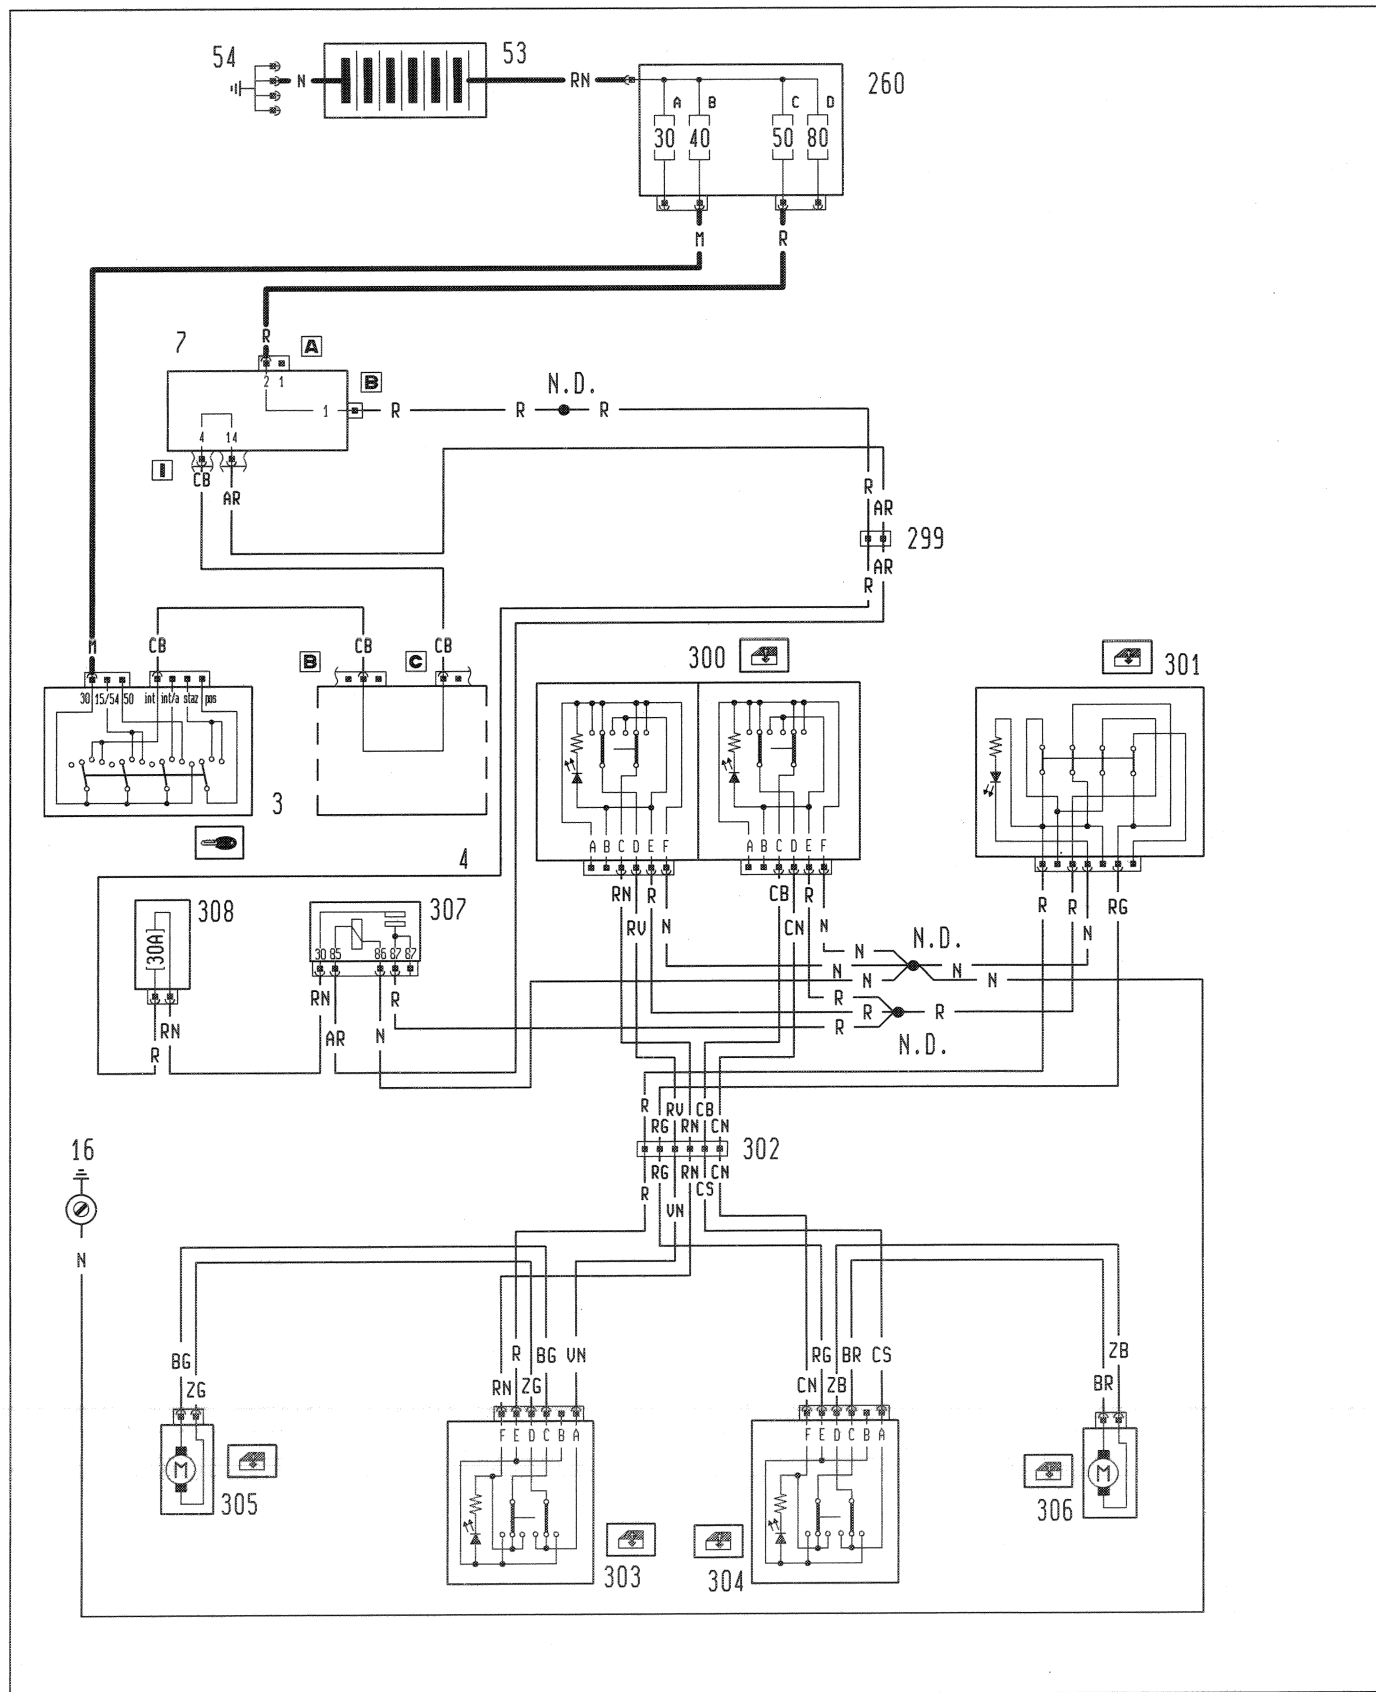 54
N
53
RN
260
A B C D
30 40 50 80
M R
7
R
A
2 1
B
1
R R N.D. R
4 14
I
CB
AR
R
AR
299
AR
R
M
CB CB CB
B C
300
301
30 15/54 50 int int/a staz pos
3
4
A B C D E F
A B C D E F
RN RV R N
CB CN R N
R R N RG
308
30A
307
30 85 86 87 87
RN R
RN AR N R
N.D.
N N N
N N
R R R
R
N.D.
R RV CB
RG RN CN
302
RG RN CN
R CS
VN
16
N
BG
ZG
R BG VN
RN ZG
RG BR CS
CN ZB
ZB
BR
F E D C B A
F E D C B A
M
305
303
304
M
306